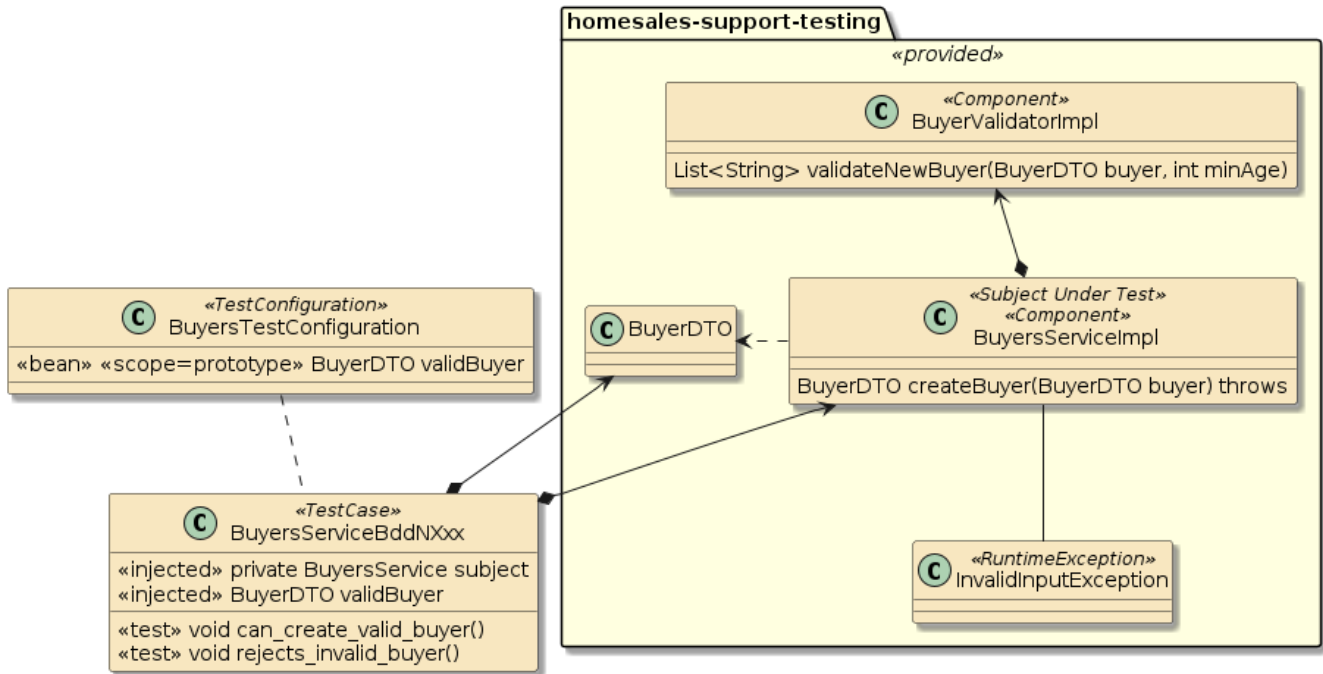 homesales-support-testing
«provided»
«Component»
C BuyerValidatorImpl
List<String> validateNewBuyer(BuyerDTO buyer, int minAge)
«TestConfiguration»
C BuyersTestConfiguration
«bean» «scope=prototype» BuyerDTO validBuyer
C BuyerDTO
«Subject Under Test»
«Component»
C BuyersServiceImpl
BuyerDTO createBuyer(BuyerDTO buyer) throws
«TestCase»
C BuyersServiceBddNXxx
«injected» private BuyersService subject
«injected» BuyerDTO validBuyer
«test» void can_create_valid_buyer()
«test» void rejects_invalid_buyer()
«RuntimeException»
C InvalidInputException